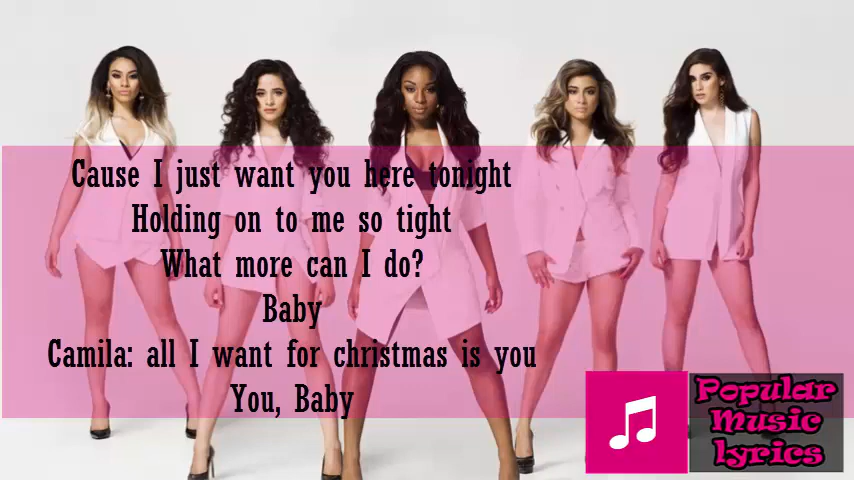 Cause I just want you here tonight
Holding on to me so tight
What more can I do?
Baby
Camila: all I want for christmas is you
You, Baby
Popular
Music
lyrics